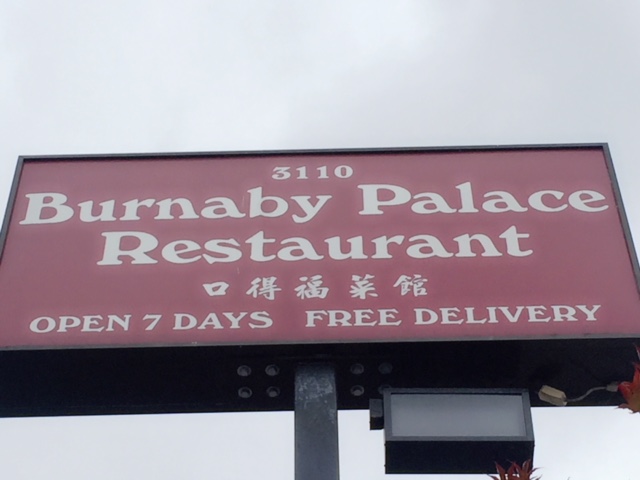 3110
Burnaby Palace
Restaurant
口得福菜館
OPEN 7 DAYS FREE DELIVERY